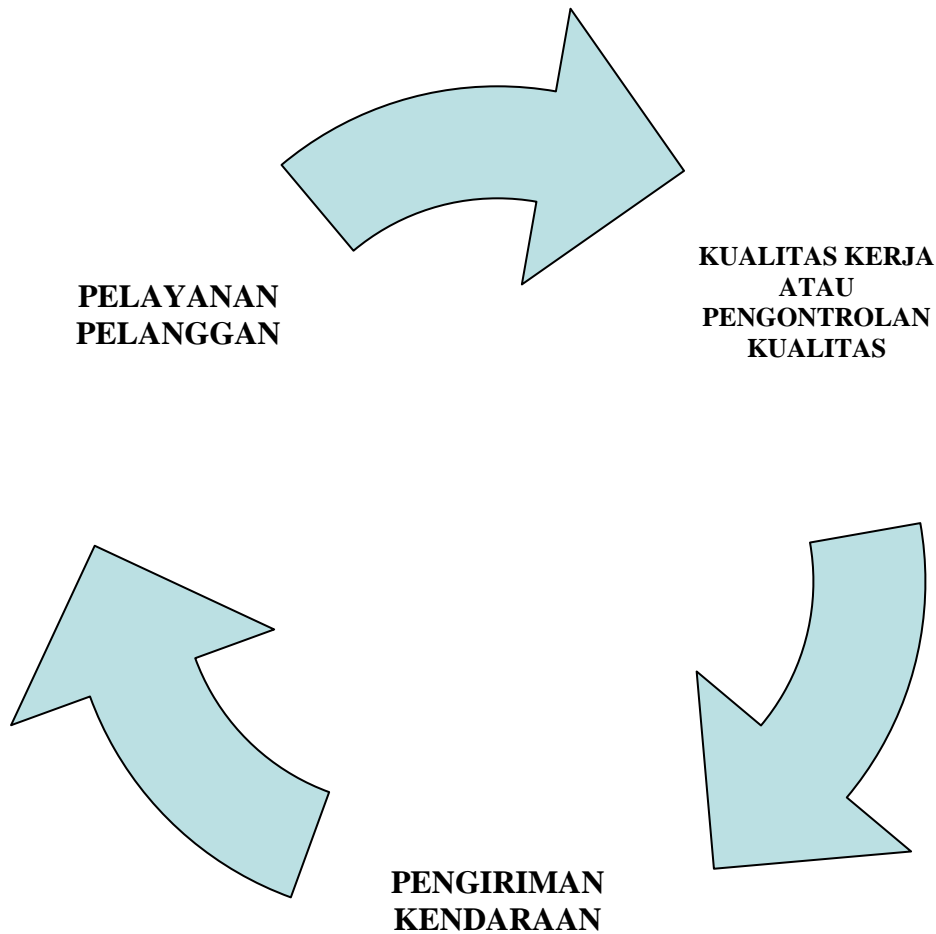 PELAYANAN
PELANGGAN
KUALITAS KERJA
ATAU
PENGONTROLAN
KUALITAS
PENGIRIMAN
KENDARAAN